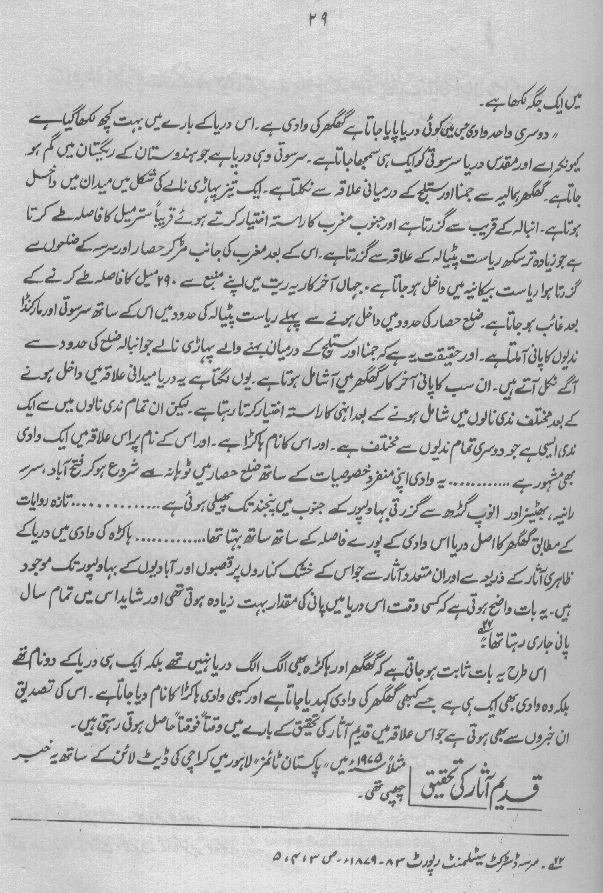 ۲۹
میں ایک جگہ لکھا ہے۔
"دوسری واحد وادی جس میں کوئی دریا پایا جاتا ہے گھگھر کی وادی ہے۔ اس دریا کے بارے میں بہت کچھ لکھا گیا ہے
کیونکہ اسے اور مقدس دریا سرسوتی کو ایک ہی سمجھا جاتا ہے۔ سرسوتی وہی دریا ہے جو ہندوستان کے ریگستان میں گم ہو
جاتا ہے۔ گھگھر ہمالیہ سے جمنا اور ستلج کے درمیانی علاقہ سے نکلتا ہے۔ ایک تیز پہاڑی نالے کی شکل میں میدان میں داخل
ہوتا ہے۔ انبالہ کے قریب سے گزرتا ہے اور جنوب مغرب کا راستہ اختیار کرتے ہوئے قریباً ستر میل کا فاصلہ طے کرتا
ہے جو زیادہ تر سکھ ریاست پٹیالہ کے علاقہ سے گزرتا ہے۔ اس کے بعد مغرب کی جانب مڑ کر حصار اور سرسہ کے ضلعوں سے
گزرتا ہوا ریاست بیکانیر میں داخل ہو جاتا ہے۔ جہاں آخر کار یہ ریت میں اپنے منبع سے ۲۹۰ میل کا فاصلہ طے کرنے کے
بعد غائب ہو جاتا ہے۔ ضلع حصار کی حدود میں داخل ہونے سے پہلے ریاست پٹیالہ کی حدود میں اس کے ساتھ سرسوتی اور مارکنڈا
ندیوں کا پانی آملتا ہے۔ اور حقیقت یہ ہے کہ جمنا اور ستلج کے درمیان بہنے والے پہاڑی نالے جو انبالہ ضلع کی حدود سے
آگے نکل آتے ہیں۔ ان سب کا پانی آخر کار گھگھر میں آشامل ہوتا ہے۔ یوں لگتا ہے یہ دریا میدانی علاقہ میں داخل ہونے
کے بعد مختلف ندی نالوں میں شامل ہونے کے بعد انہی کا راستہ اختیار کرتا رہتا ہے۔ لیکن ان تمام ندی نالوں میں سے ایک
ندی ایسی ہے جو دوسری تمام ندیوں سے مختلف ہے۔ اور اس کا نام ہاکڑا ہے۔ اور اس کے نام پر اس علاقہ میں ایک وادی
بھی مشہور ہے ............ یہ وادی اپنی منفرد خصوصیات کے ساتھ ضلع حصار میں ٹوہانہ سے شروع ہو کر فتح آباد، سرسہ
رانیہ، بھٹنیر اور انوپ گڑھ سے گزرتی بہاولپور کے جنوب میں پنجند تک پھیلی ہوئی ہے ............ تازہ روایات
کے مطابق گھگھر کا اصل دریا اس وادی کے پورے فاصلہ کے ساتھ ساتھ بہتا تھا............ ہاکڑہ کی وادی میں دریا کے
ظاہری آثار کے ذریعہ سے اور ان متعدد آثار سے جو اس کے خشک کناروں پر قصبوں اور آبادیوں کے بہاولپور تک موجود
ہیں۔ یہ بات واضح ہوتی ہے کہ کسی وقت اس دریا میں پانی کی مقدار بہت زیادہ ہوتی تھی اور شاید اس میں تمام سال
پانی جاری رہتا تھا"۲۲
اس طرح یہ بات ثابت ہو جاتی ہے کہ گھگھر اور ہاکڑہ بھی الگ الگ دریا نہیں تھے بلکہ ایک ہی دریا کے دو نام تھے
بلکہ وہ وادی بھی ایک ہی ہے جسے کبھی گھگھر کی وادی کہہ دیا جاتا ہے اور کبھی وادی ہاکڑا کا نام دیا جاتا ہے۔ اس کی تصدیق
ان خبروں سے بھی ہوتی ہے جو اس علاقہ میں قدیم آثار کی تحقیق کے بارے میں وقتاً فوقتاً حاصل ہوتی رہتی ہیں۔
قدیم آثار کی تحقیق
مثلاً ۱۹۷۵ء میں "پاکستان ٹائمز" لاہور میں کراچی کی ڈیٹ لائن کے ساتھ یہ خبر
چھپی تھی۔
۲۲ـ سرسہ ڈسٹرکٹ سیٹلمنٹ رپورٹ ۸۳-۱۸۷۹ء۔ ص ۳، ۴، ۵